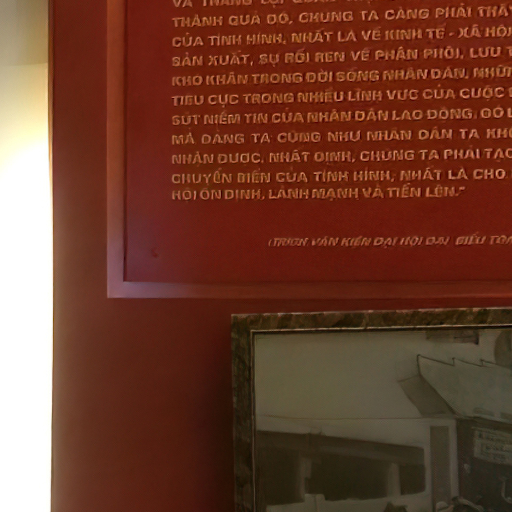 VÀ THẮNG LỢI
THÀNH QUẢ ĐÓ, CHÚNG TA CÀNG PHẢI THẤY
CỦA TÌNH HÌNH, NHẤT LÀ VỀ KINH TẾ - XÃ HỘI
SẢN XUẤT, SỰ RỐI REN VỀ PHÂN PHỐI, LƯU
KHÓ KHĂN TRONG ĐỜI SỐNG NHÂN DÂN, NHỮN
TIÊU CỰC TRONG NHIỀU LĨNH VỰC CỦA CUỘC
SÚT NIỀM TIN CỦA NHÂN DÂN LAO ĐỘNG. ĐÓ L
MÀ ĐẢNG TA CŨNG NHƯ NHÂN DÂN TA KHÔ
NHẬN ĐƯỢC. NHẤT ĐỊNH, CHÚNG TA PHẢI TẠO
CHUYỂN BIẾN CỦA TÌNH HÌNH, NHẤT LÀ CHO
HỘI ỔN ĐỊNH, LÀNH MẠNH VÀ TIẾN LÊN."
(TRÍCH VĂN KIỆN ĐẠI HỘI ĐẠI BIỂU TOÀ